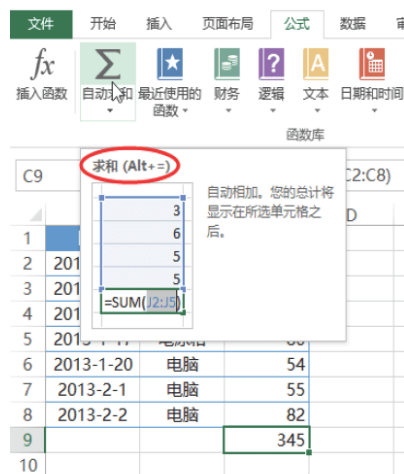 文件 开始 插入 页面布局 公式 数据
fx Σ ? A
插入函数 自动求和 最近使用的函数 财务 逻辑 文本 日期和时间
函数库
C9 C2:C8)
求和 (Alt+=)
自动相加。您的总计将
显示在所选单元格之
后。
3
6
5
5
=SUM(J2:J5)
D
1
2 201
3 201
4 201
5
6 2013-1-20 电脑 54
7 2013-2-1 电脑 55
8 2013-2-2 电脑 82
9 345
10